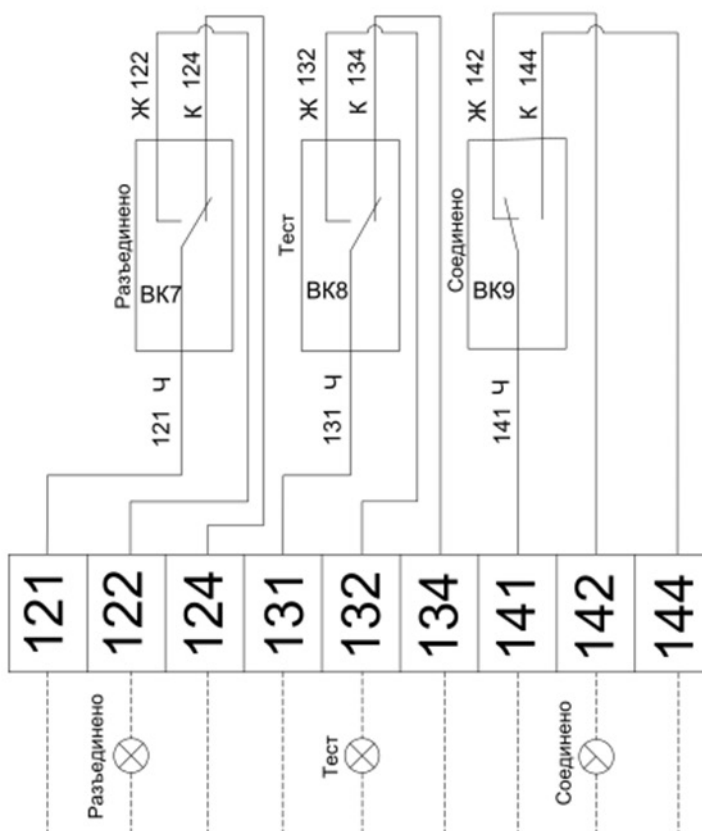 Ж 122
К 124
Ж 132
К 134
Ж 142
К 144
Разъединено
Тест
Соединено
ВК7
ВК8
ВК9
121 Ч
131 Ч
141 Ч
121
122
124
131
132
134
141
142
144
Разъединено
Тест
Соединено